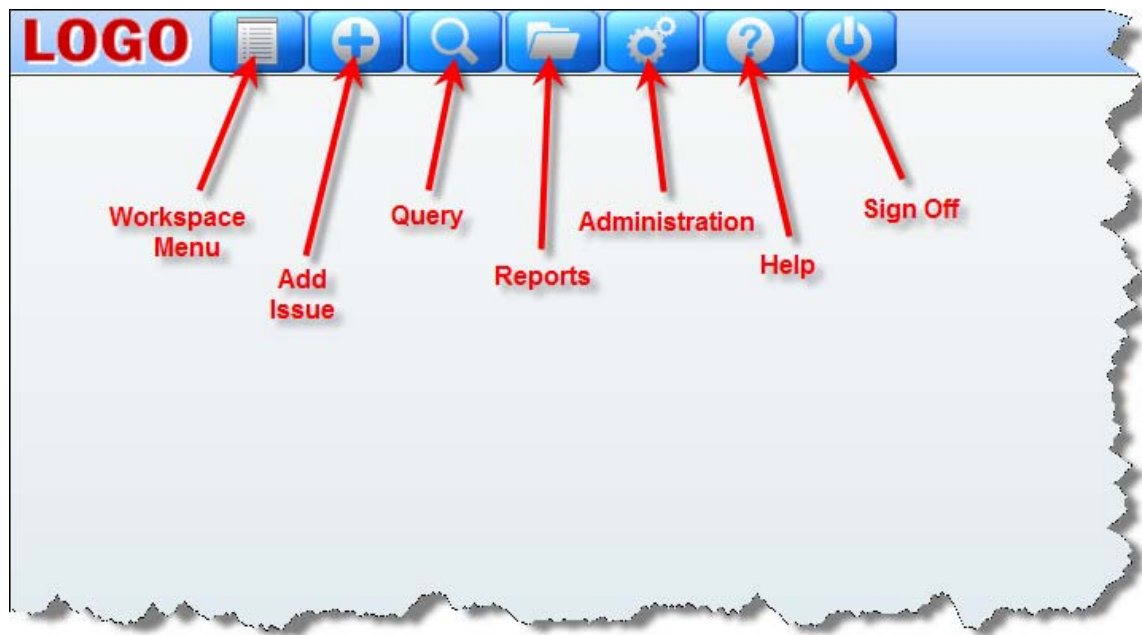 LOGO
Workspace
Menu
Add
Issue
Query
Reports
Administration
Help
Sign Off